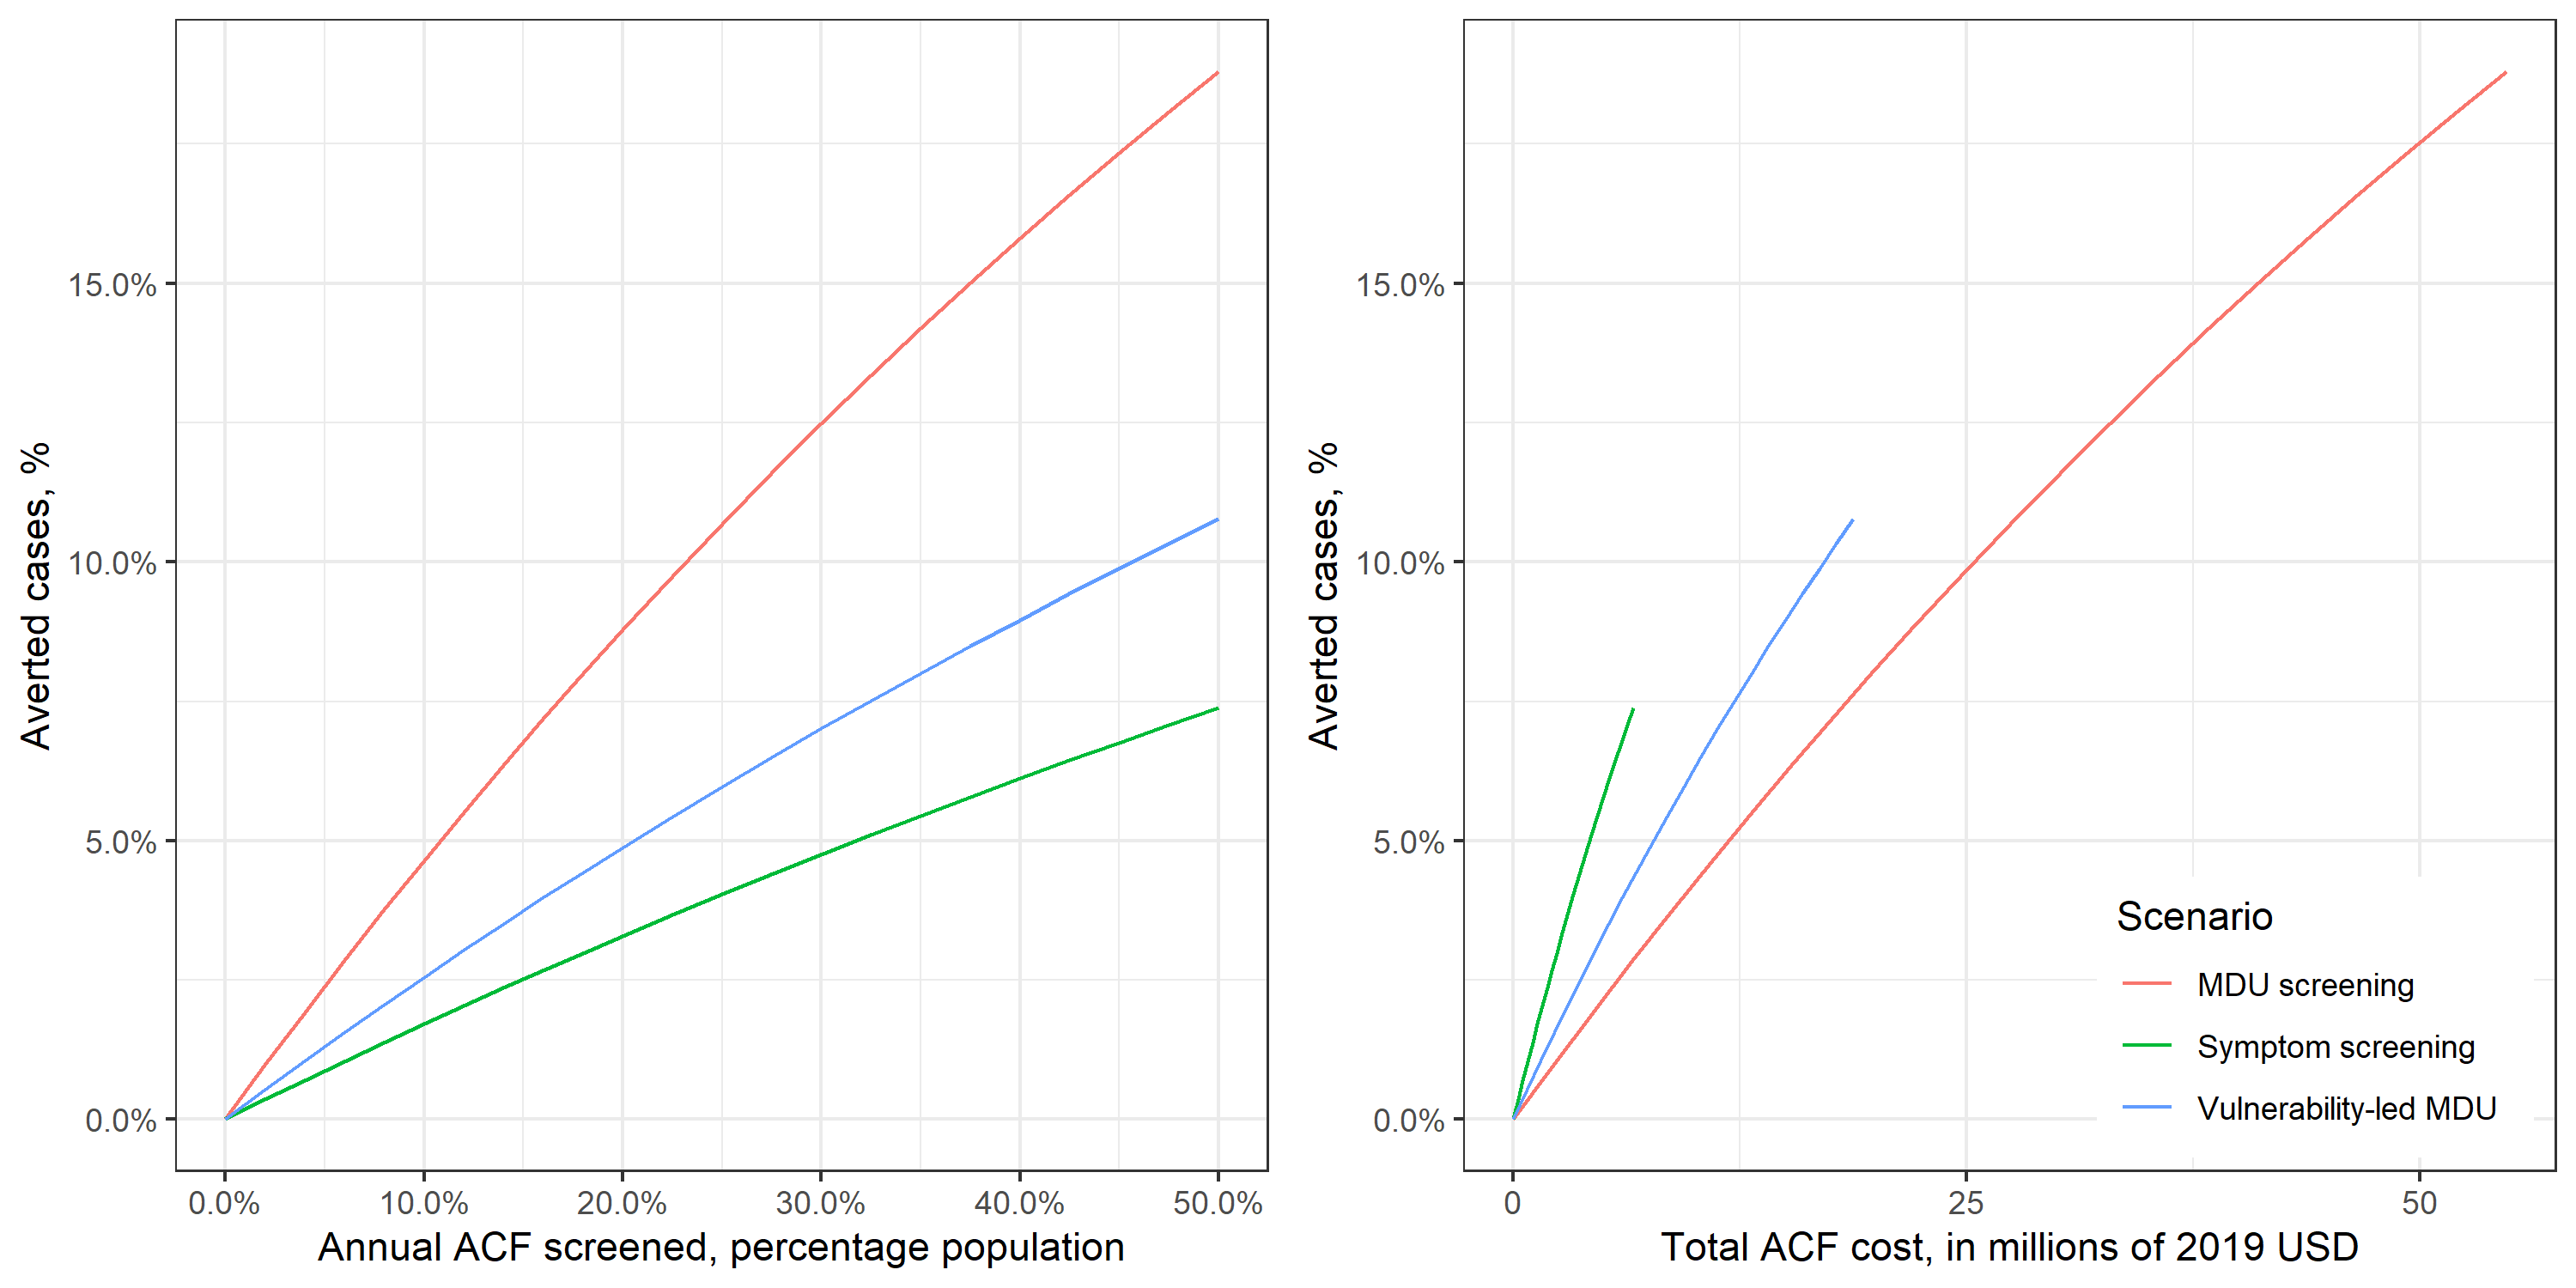 Averted cases, %
15.0%
10.0%
5.0%
0.0%
0.0% 10.0% 20.0% 30.0% 40.0% 50.0%
Annual ACF screened, percentage population
Averted cases, %
15.0%
10.0%
5.0%
0.0%
0 25 50
Total ACF cost, in millions of 2019 USD
Scenario
MDU screening
Symptom screening
Vulnerability-led MDU